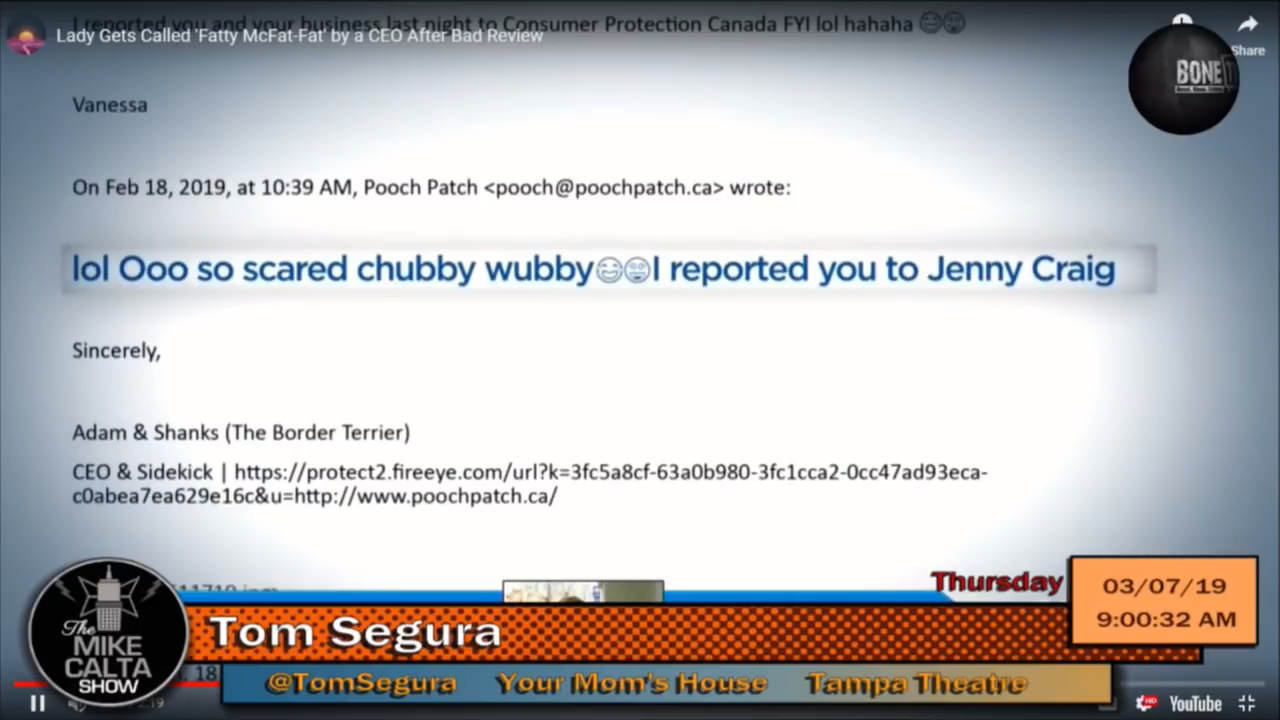 I reported you and your business last night to Consumer Protection Canada FYI lol hahaha 😂😂
Lady Gets Called 'Fatty McFat-Fat' by a CEO After Bad Review
Share
BONE
Vanessa
On Feb 18, 2019, at 10:39 AM, Pooch Patch <pooch@poochpatch.ca> wrote:
lol Ooo so scared chubby wubby😂😂I reported you to Jenny Craig
Sincerely,
Adam & Shanks (The Border Terrier)
CEO & Sidekick | https://protect2.fireeye.com/url?k=3fc5a8cf-63a0b980-3fc1cca2-0cc47ad93eca-
c0abea7ea629e16c&u=http://www.poochpatch.ca/
Thursday
03/07/19
9:00:32 AM
The
MIKE
CALTA
SHOW
Tom Segura
@TomSegura Your Mom's House Tampa Theatre
HD
YouTube